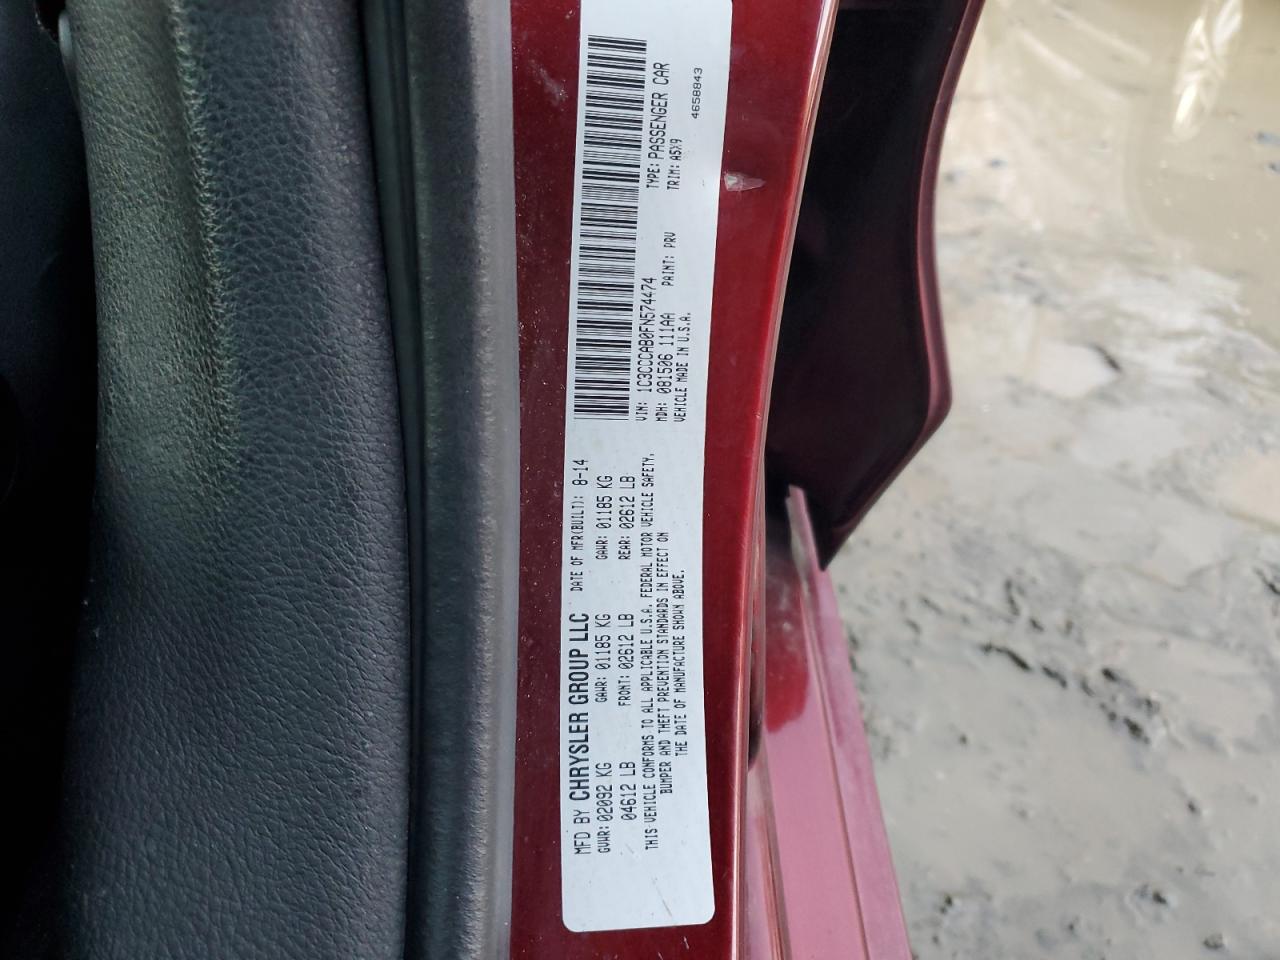 MFD BY CHRYSLER GROUP LLC DATE OF MFR(BUILT): 8-14
GVWR: 02092 KG GAWR: 01185 KG GAWR: 01185 KG
04612 LB FRONT: 02612 LB REAR: 02612 LB
THIS VEHICLE CONFORMS TO ALL APPLICABLE U.S.A. FEDERAL MOTOR VEHICLE SAFETY,
BUMPER AND THEFT PREVENTION STANDARDS IN EFFECT ON
THE DATE OF MANUFACTURE SHOWN ABOVE.
VIN: 1C3CCCAB0FN574474 TYPE: PASSENGER CAR
MDH: 081506 111AA PAINT: PRV TRIM: A5X9
VEHICLE MADE IN U.S.A.
4658843